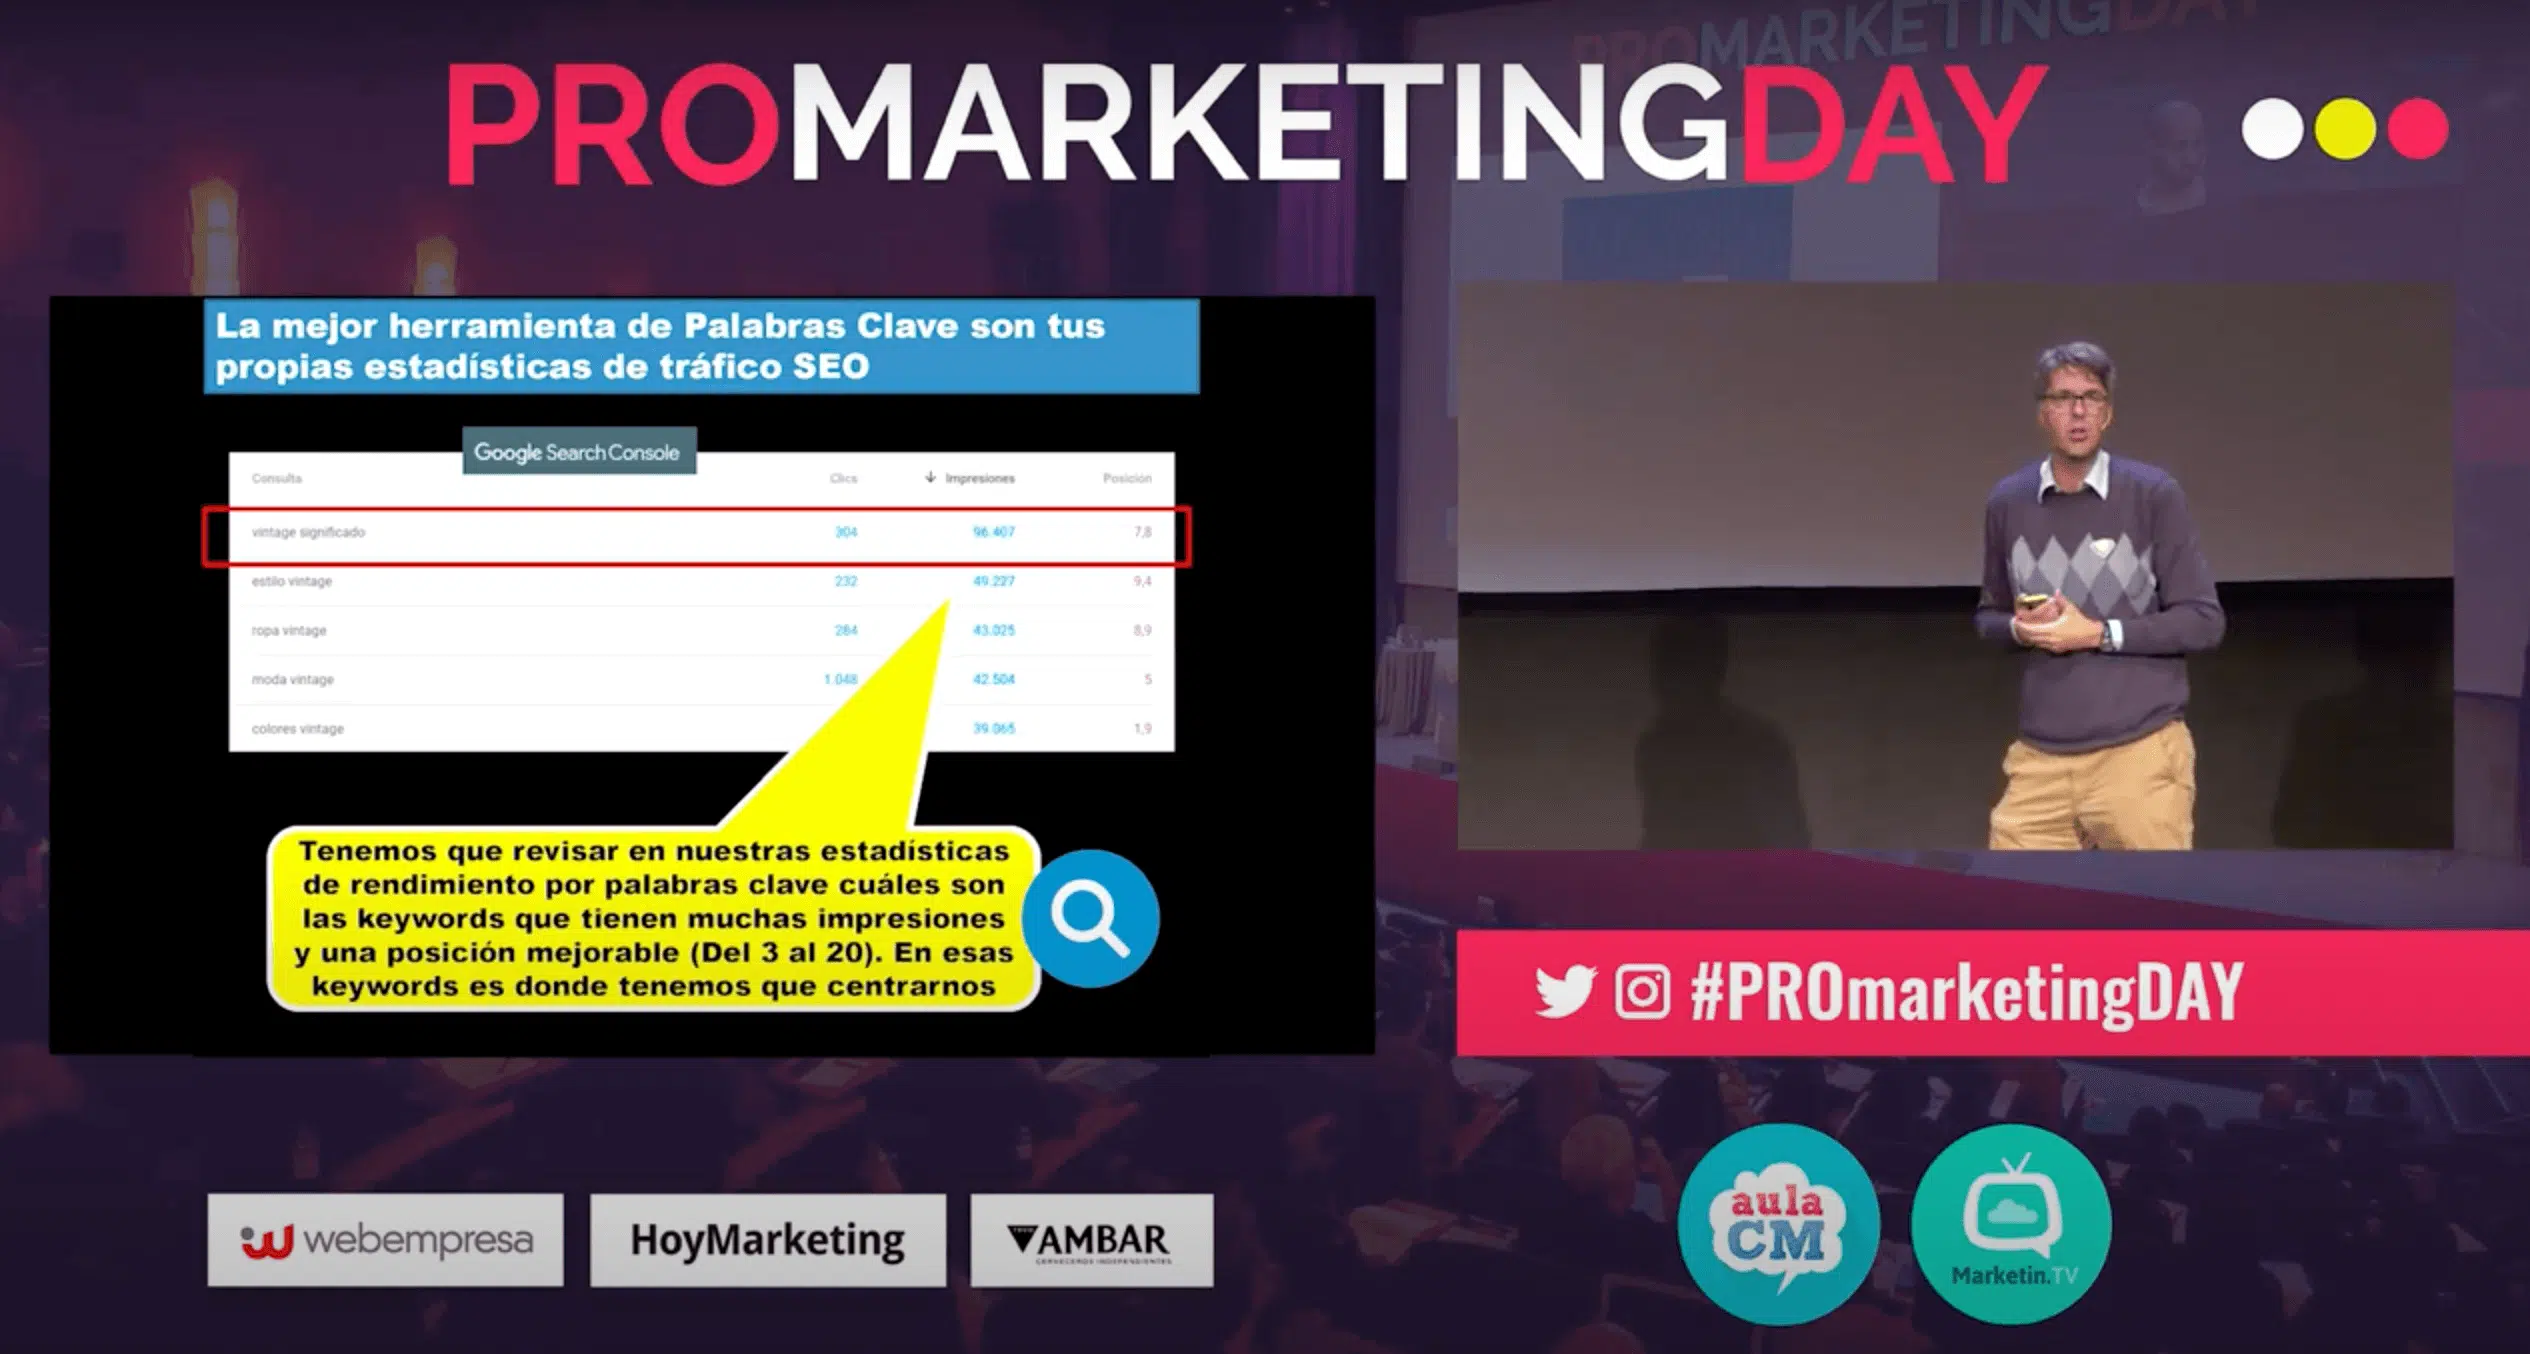 PROMARKETINGDAY
PROMARKETINGDAY
La mejor herramienta de Palabras Clave son tus
propias estadísticas de tráfico SEO
Google Search Console
Consulta Clics Impresiones Posición
vintage significado 304 96.407 7,8
estilo vintage 232 49.227 9,4
ropa vintage 284 43.025 8,9
moda vintage 1.048 42.504 5
colores vintage 39.065 1,9
Tenemos que revisar en nuestras estadísticas
de rendimiento por palabras clave cuáles son
las keywords que tienen muchas impresiones
y una posición mejorable (Del 3 al 20). En esas
keywords es donde tenemos que centrarnos
#PROmarketingDAY
webempresa
HoyMarketing
AMBAR
CERVECEROS INDEPENDIENTES
aula
CM
Marketin.TV